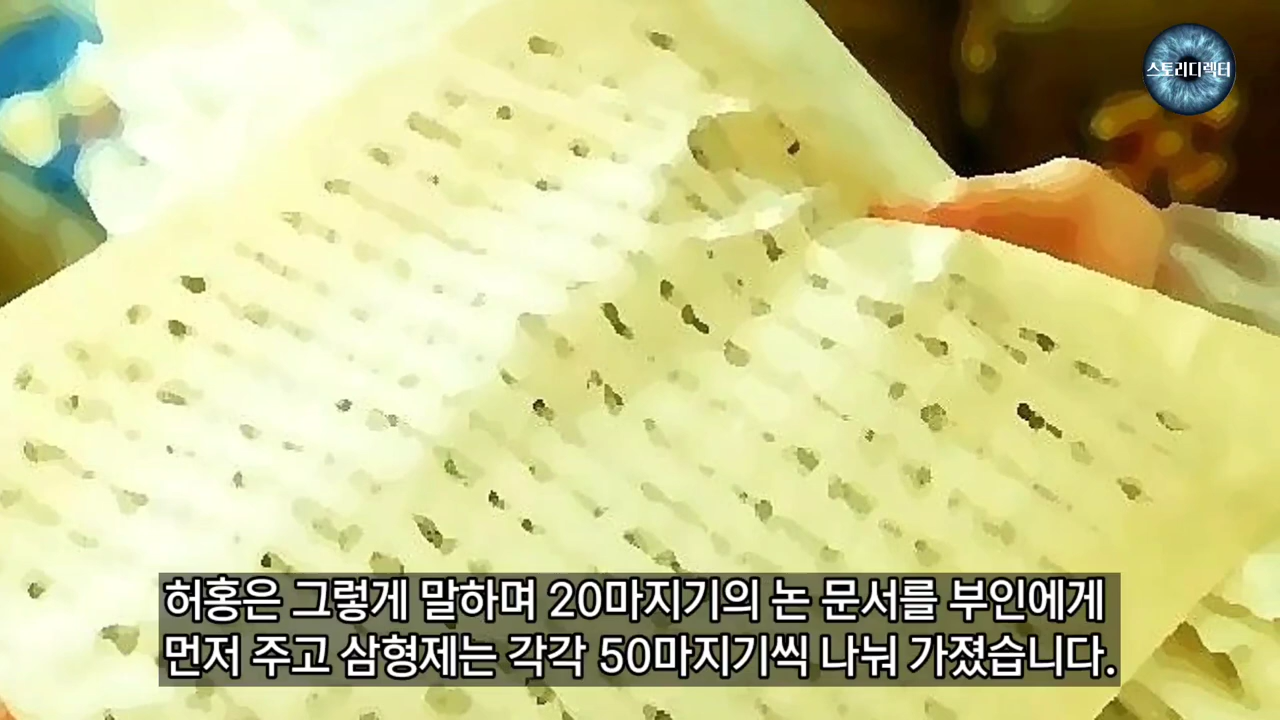 스토리디렉터
허홍은 그렇게 말하며 20마지기의 논 문서를 부인에게
먼저 주고 삼형제는 각각 50마지기씩 나눠 가졌습니다.